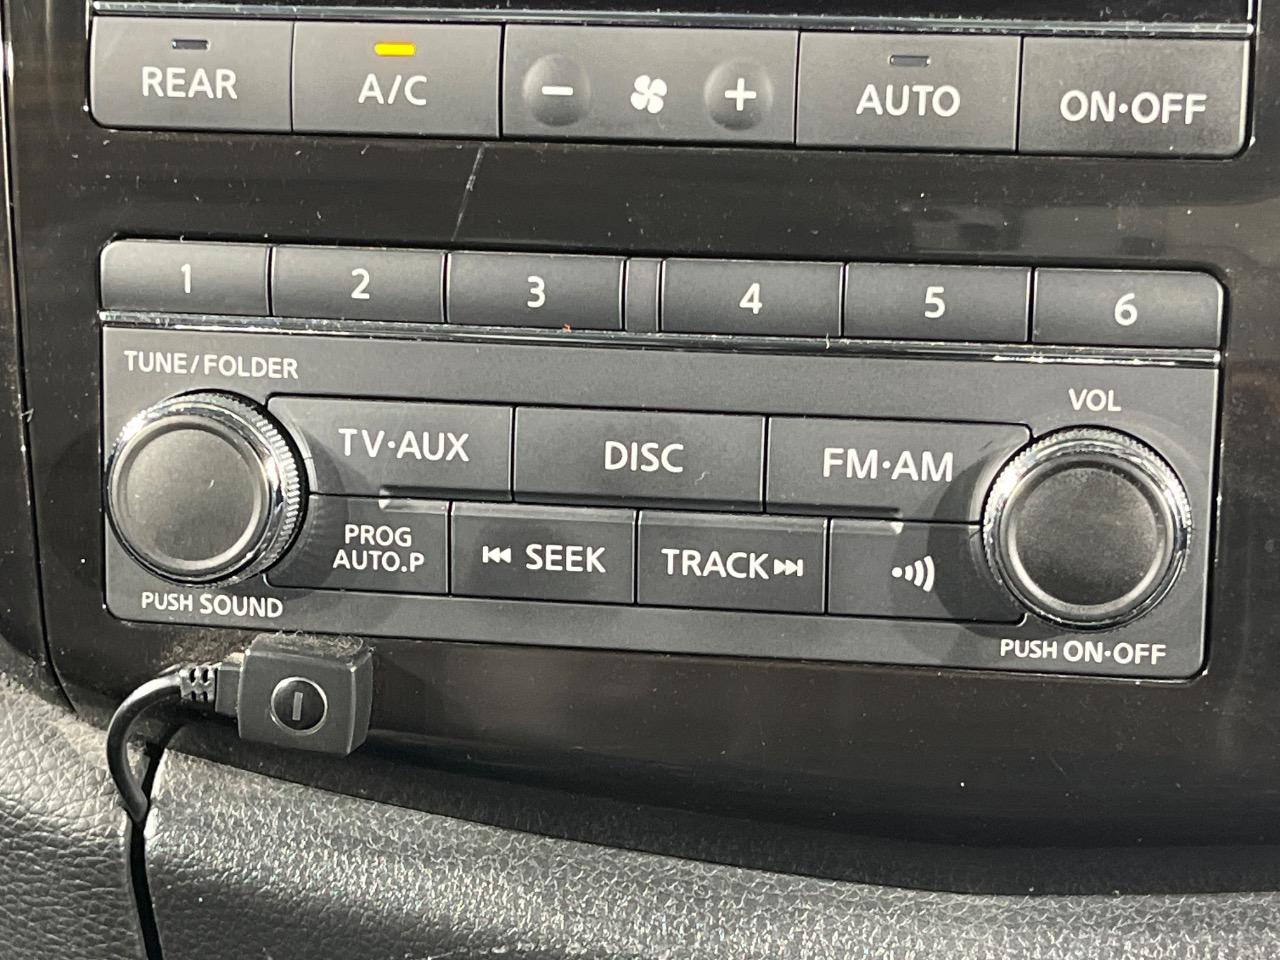 REAR
A/C
AUTO
ON•OFF
1
2
3
4
5
6
TUNE/FOLDER
VOL
TV•AUX
DISC
FM•AM
PROG
AUTO.P
SEEK
TRACK
PUSH SOUND
PUSH ON•OFF